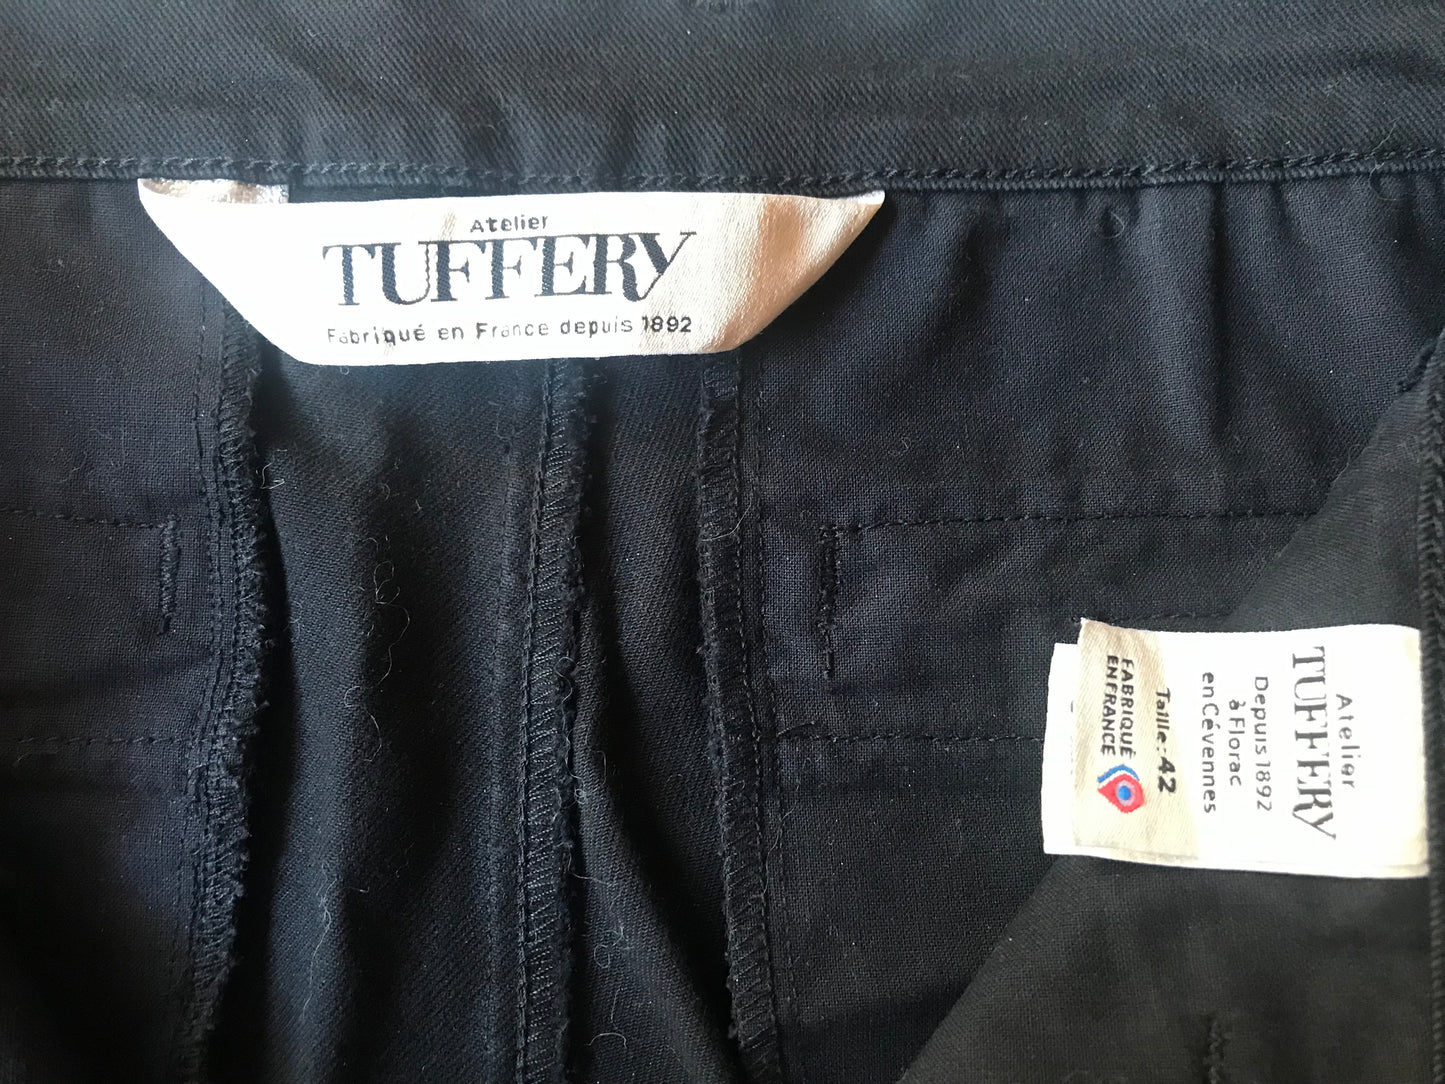 Atelier
TUFFERY
Fabriqué en France depuis 1892
Atelier
TUFFERY
Depuis 1892
à Florac
en Cévennes
Taille:-42
FABRIQUÉ
EN FRANCE